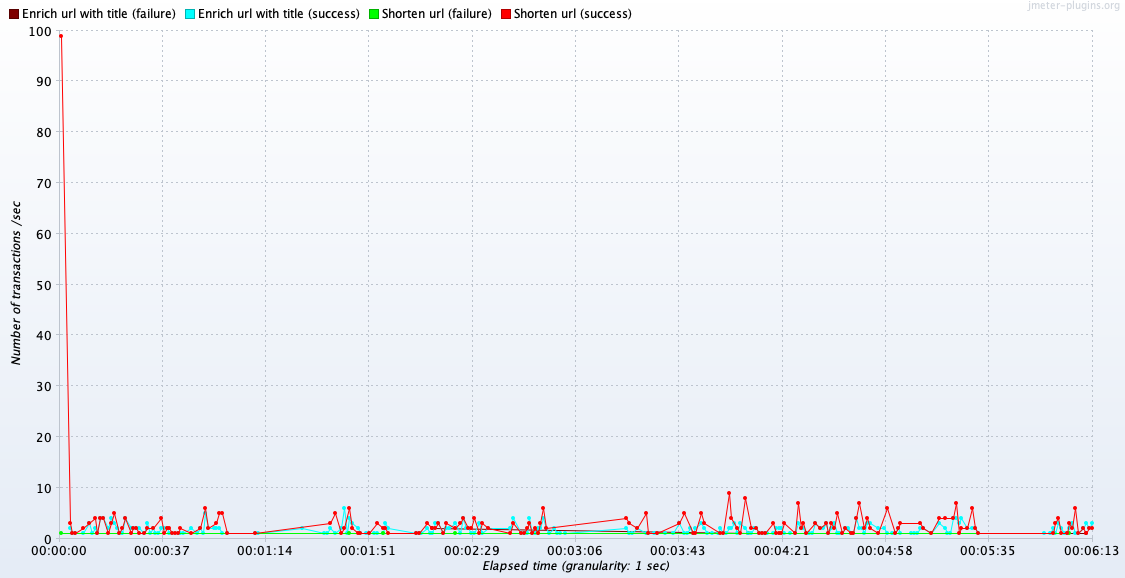 jmeter-plugins.org
Enrich url with title (failure) Enrich url with title (success) Shorten url (failure) Shorten url (success)
100
90
80
70
60
50
40
30
20
10
0
Number of transactions /sec
00:00:00 00:00:37 00:01:14 00:01:51 00:02:29 00:03:06 00:03:43 00:04:21 00:04:58 00:05:35 00:06:13
Elapsed time (granularity: 1 sec)